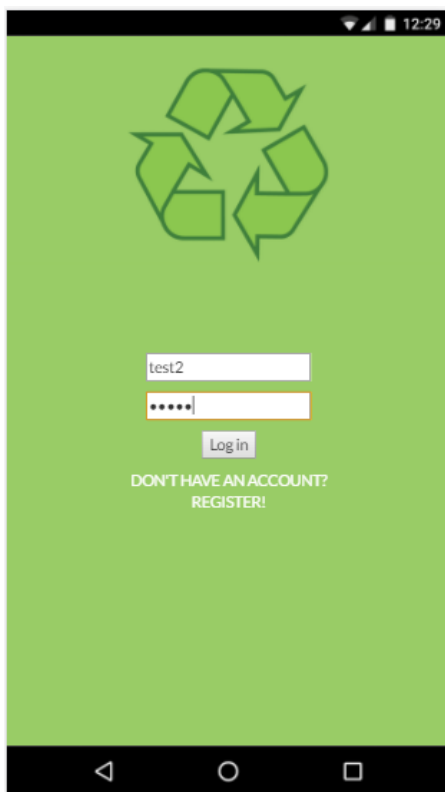 12:29
test2
•••••
Log in
DON'T HAVE AN ACCOUNT?
REGISTER!